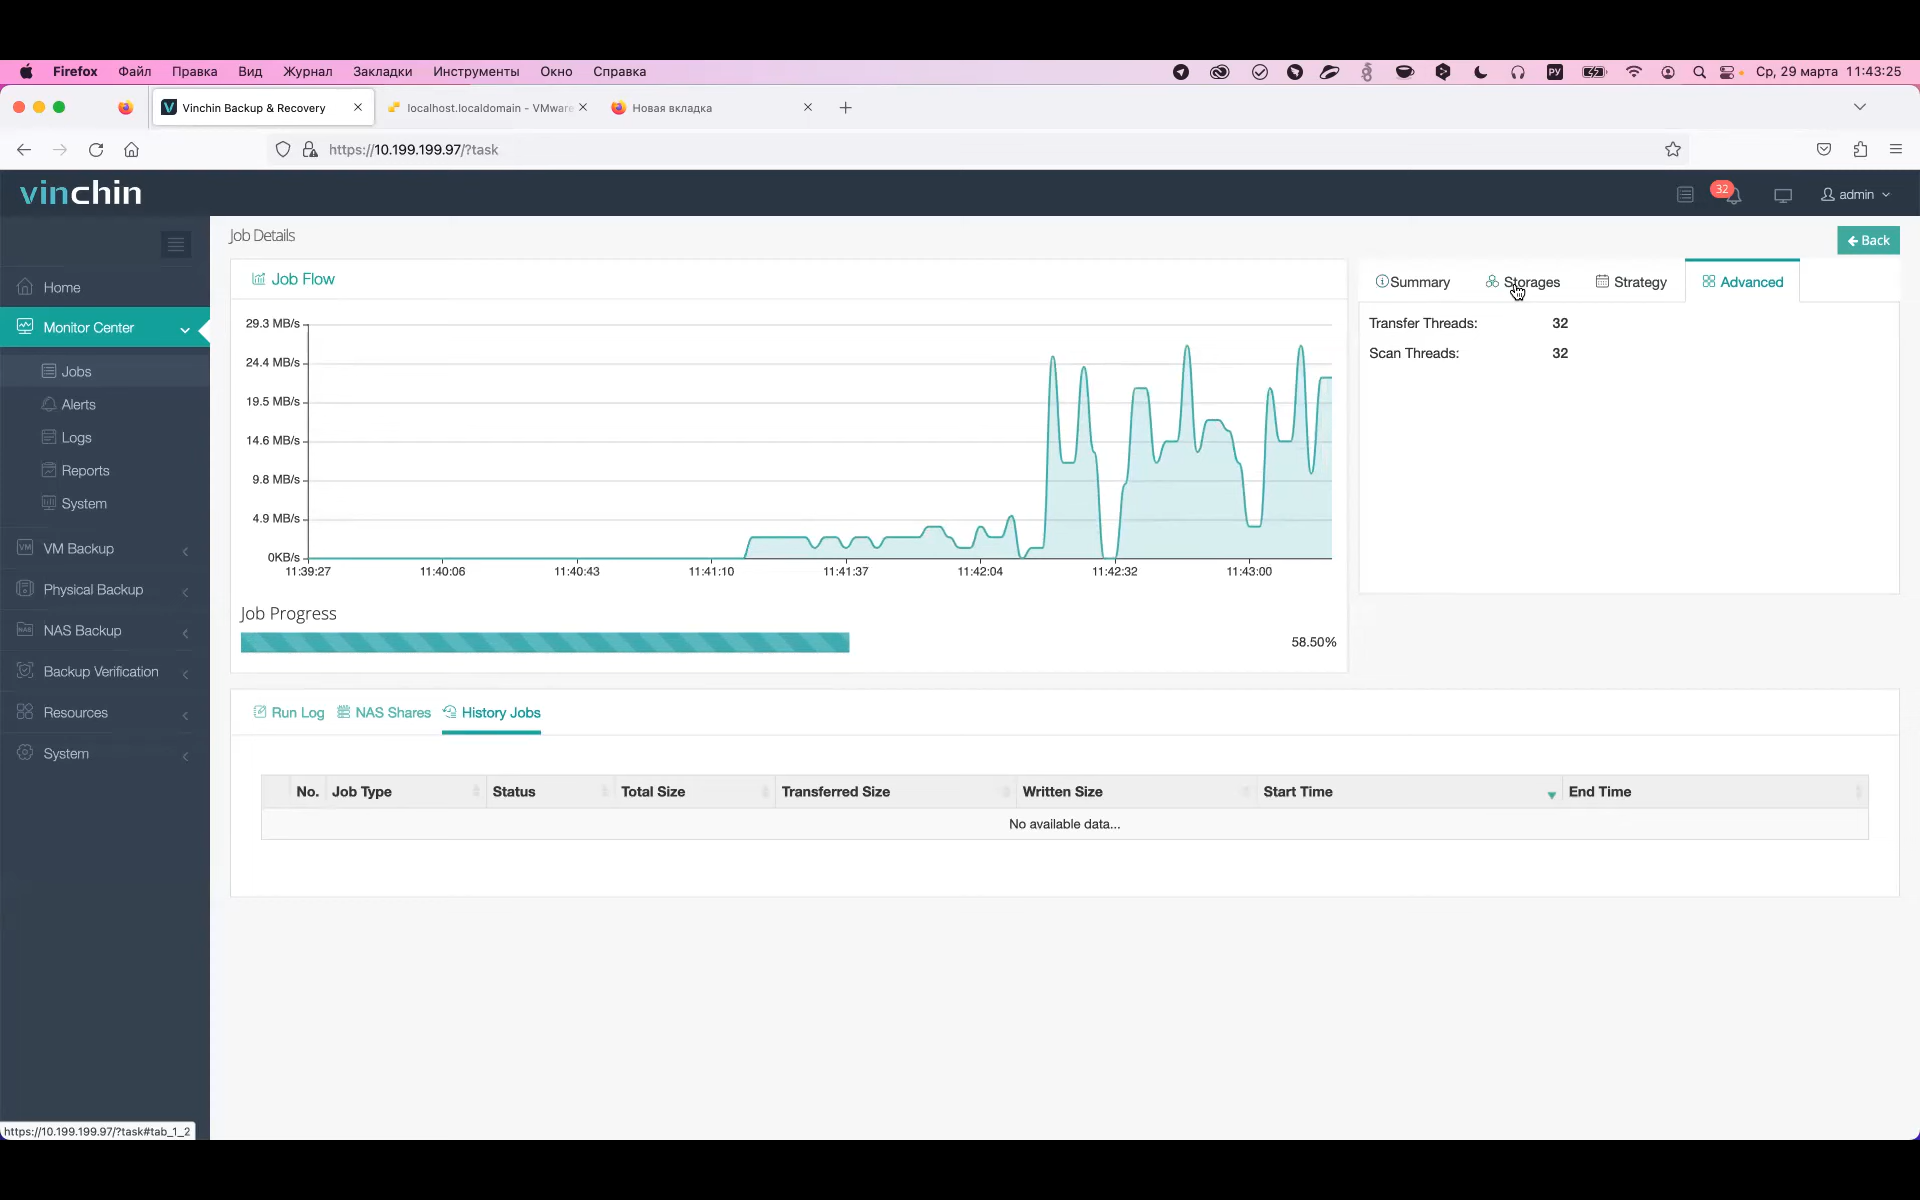 Firefox Файл Правка Вид Журнал Закладки Инструменты Окно Справка РУ Ср, 29 марта 11:43:25
V Vinchin Backup & Recovery localhost.localdomain - VMware Новая вкладка
https://10.199.199.97/?task
vinchin 32 admin
Job Details
Back
Home
Monitor Center
Jobs
Alerts
Logs
Reports
System
VM VM Backup
Physical Backup
NAS NAS Backup
Backup Verification
Resources
System
Job Flow
29.3 MB/s
24.4 MB/s
19.5 MB/s
14.6 MB/s
9.8 MB/s
4.9 MB/s
0KB/s
11:39:27 11:40:06 11:40:43 11:41:10 11:41:37 11:42:04 11:42:32 11:43:00
Job Progress
58.50%
Summary Storages Strategy Advanced
Transfer Threads: 32
Scan Threads: 32
Run Log NAS Shares History Jobs
No. Job Type Status Total Size Transferred Size Written Size Start Time End Time
No available data...
https://10.199.199.97/?task#tab_1_2